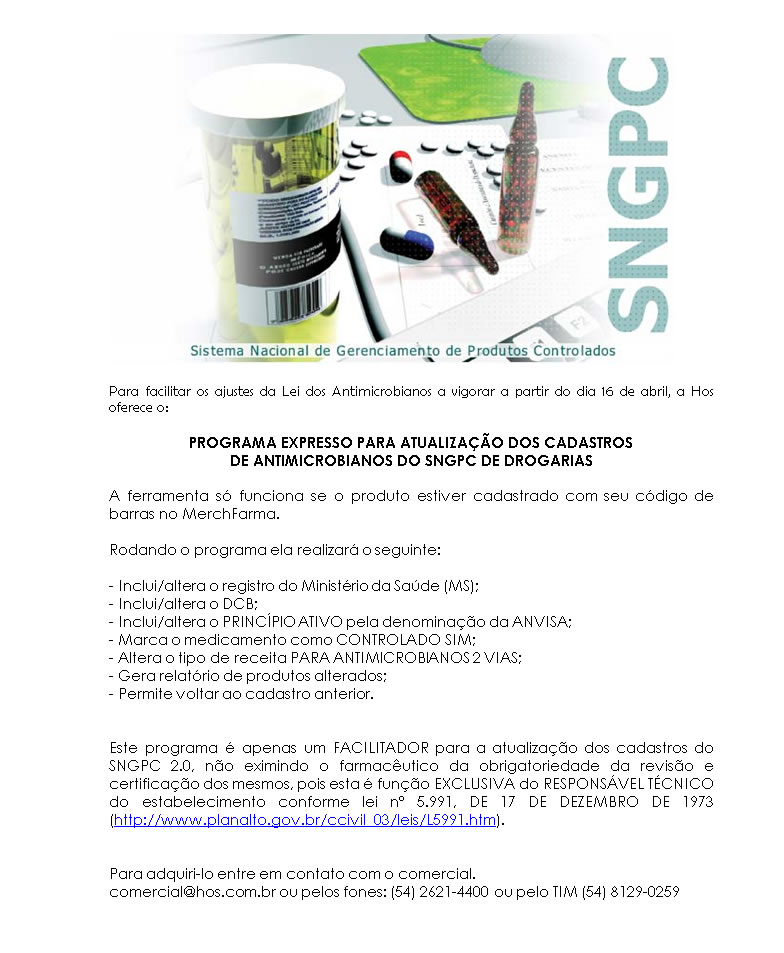 SNGPC
Sistema Nacional de Gerenciamento de Produtos Controlados
Para facilitar os ajustes da Lei dos Antimicrobianos a vigorar a partir do dia 16 de abril, a Hos
oferece o:
PROGRAMA EXPRESSO PARA ATUALIZAÇÃO DOS CADASTROS
DE ANTIMICROBIANOS DO SNGPC DE DROGARIAS
A ferramenta só funciona se o produto estiver cadastrado com seu código de
barras no MerchFarma.
Rodando o programa ela realizará o seguinte:
- Inclui/altera o registro do Ministério da Saúde (MS);
- Inclui/altera o DCB;
- Inclui/altera o PRINCÍPIO ATIVO pela denominação da ANVISA;
- Marca o medicamento como CONTROLADO SIM;
- Altera o tipo de receita PARA ANTIMICROBIANOS 2 VIAS;
- Gera relatório de produtos alterados;
- Permite voltar ao cadastro anterior.
Este programa é apenas um FACILITADOR para a atualização dos cadastros do
SNGPC 2.0, não eximindo o farmacêutico da obrigatoriedade da revisão e
certificação dos mesmos, pois esta é função EXCLUSIVA do RESPONSÁVEL TÉCNICO
do estabelecimento conforme lei nº 5.991, DE 17 DE DEZEMBRO DE 1973
(http://www.planalto.gov.br/ccivil_03/leis/L5991.htm).
Para adquiri-lo entre em contato com o comercial.
comercial@hos.com.br ou pelos fones: (54) 2621-4400 ou pelo TIM (54) 8129-0259